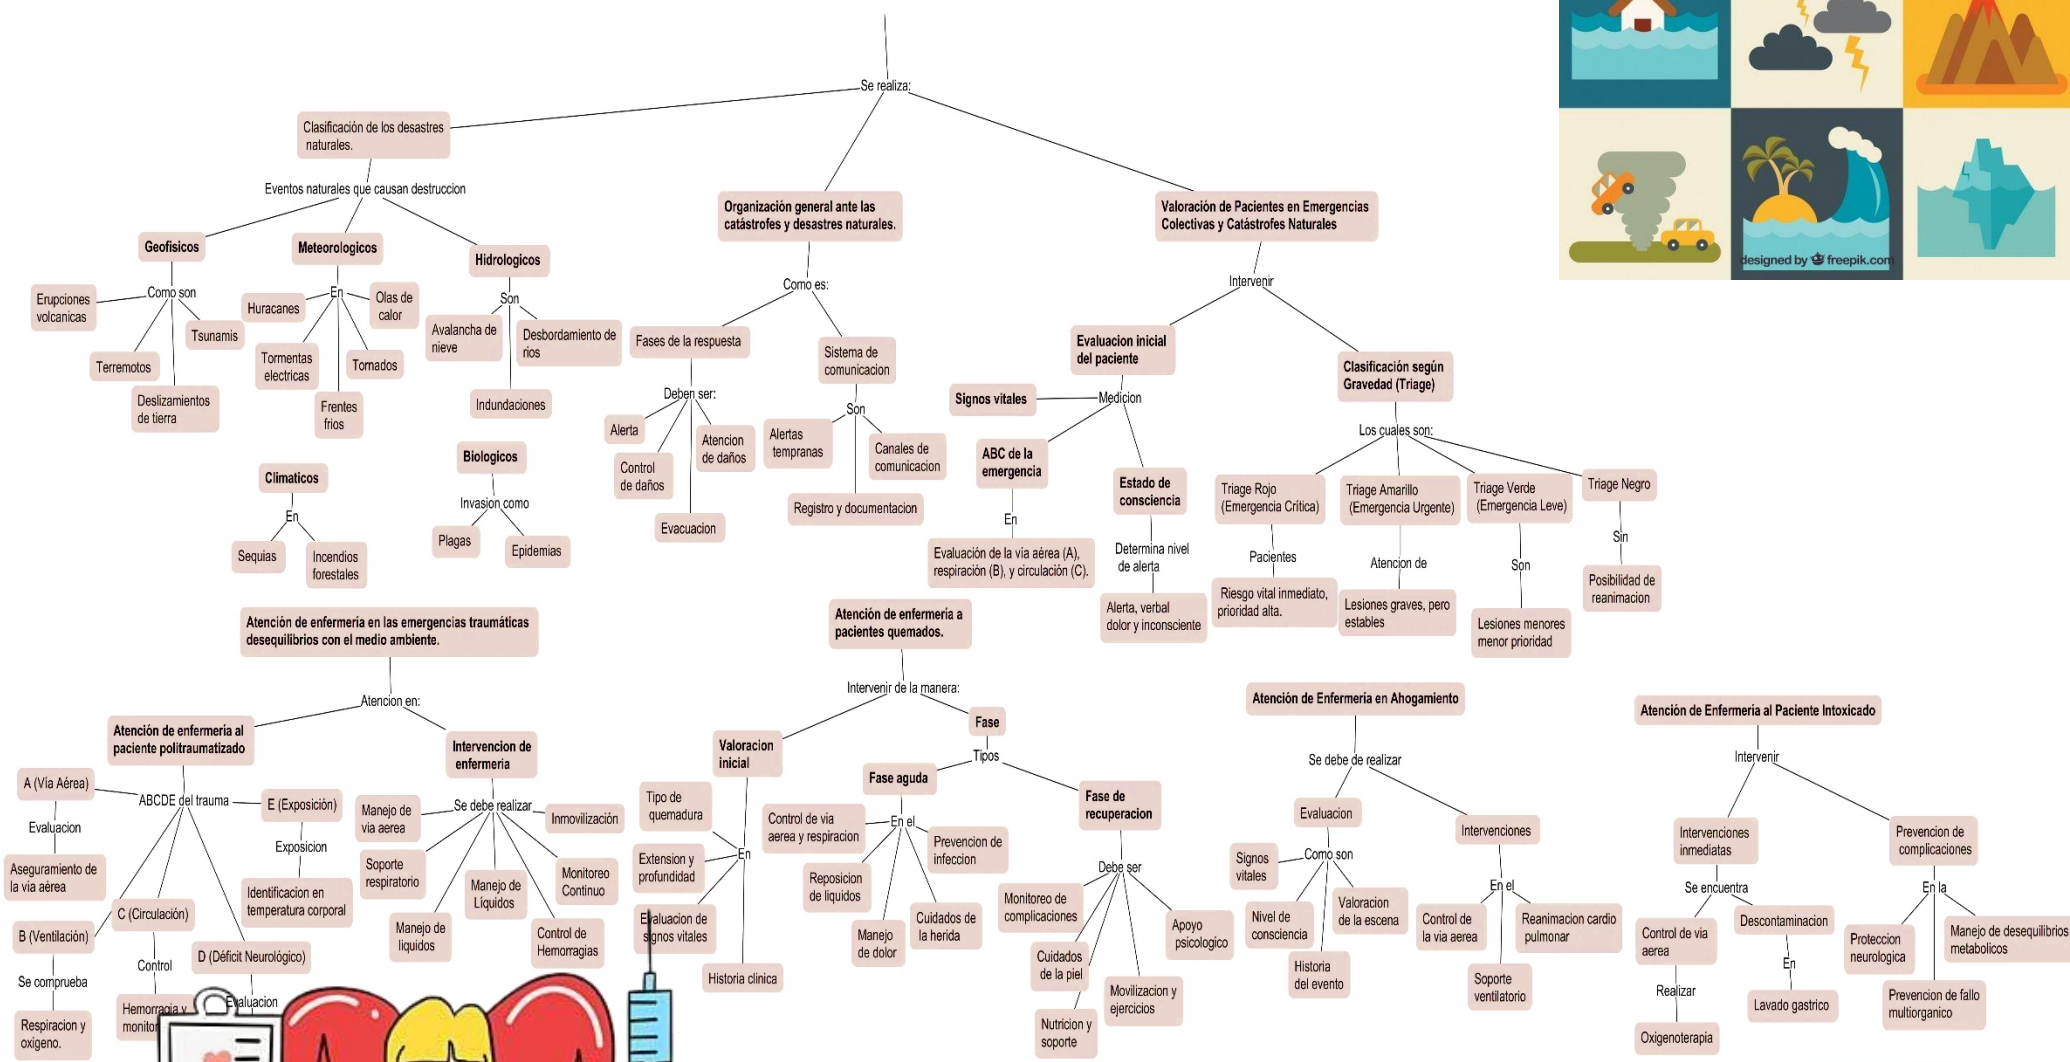 Se realiza:
Clasificación de los desastres
naturales.
Eventos naturales que causan destruccion
Geofisicos
Como son
Erupciones
volcanicas
Terremotos
Deslizamientos
de tierra
Tsunamis
Meteorologicos
En
Huracanes
Tormentas
electricas
Frentes
frios
Tornados
Olas de
calor
Hidrologicos
Son
Avalancha de
nieve
Indundaciones
Desbordamiento de
rios
Climaticos
En
Sequias
Incendios
forestales
Biologicos
Invasion como
Plagas
Epidemias
Organización general ante las
catástrofes y desastres naturales.
Como es:
Fases de la respuesta
Deben ser:
Alerta
Control
de daños
Evacuacion
Atencion
de daños
Sistema de
comunicacion
Son
Alertas
tempranas
Registro y documentacion
Canales de
comunicacion
Valoración de Pacientes en Emergencias
Colectivas y Catástrofes Naturales
Intervenir
Evaluacion inicial
del paciente
Medicion
Signos vitales
ABC de la
emergencia
En
Evaluación de la vía aérea (A),
respiración (B), y circulación (C).
Estado de
consciencia
Determina nivel
de alerta
Alerta, verbal
dolor y inconsciente
Clasificación según
Gravedad (Triage)
Los cuales son:
Triage Rojo
(Emergencia Crítica)
Pacientes
Riesgo vital inmediato,
prioridad alta.
Triage Amarillo
(Emergencia Urgente)
Atencion de
Lesiones graves, pero
estables
Triage Verde
(Emergencia Leve)
Son
Lesiones menores
menor prioridad
Triage Negro
Sin
Posibilidad de
reanimacion
designed by freepik.com
Atención de enfermería en las emergencias traumáticas
desequilibrios con el medio ambiente.
Atencion en:
Atención de enfermería al
paciente politraumatizado
ABCDE del trauma
A (Vía Aérea)
Evaluacion
Aseguramiento de
la vía aérea
B (Ventilación)
Se comprueba
Respiracion y
oxigeno.
C (Circulación)
Control
Hemorragia y
D (Déficit Neurológico)
Evaluacion
E (Exposición)
Exposicion
Identificacion en
temperatura corporal
Intervencion de
enfermería
Se debe realizar
Manejo de
via aerea
Soporte
respiratorio
Manejo de
liquidos
Manejo de
Líquidos
Control de
Hemorragias
Monitoreo
Continuo
Inmovilización
Atención de enfermería a
pacientes quemados.
Intervenir de la manera:
Valoracion
inicial
En
Tipo de
quemadura
Extension y
profundidad
Evaluacion de
signos vitales
Historia clinica
Fase
Tipos
Fase aguda
En el
Control de via
aerea y respiracion
Reposicion
de liquidos
Manejo
de dolor
Cuidados de
la herida
Prevencion de
infeccion
Fase de
recuperacion
Debe ser
Monitoreo de
complicaciones
Cuidados
de la piel
Nutricion y
soporte
Movilizacion y
ejercicios
Apoyo
psicologico
Atención de Enfermería en Ahogamiento
Se debe de realizar
Evaluacion
Como son
Signos
vitales
Nivel de
consciencia
Historia
del evento
Valoracion
de la escena
Intervenciones
En el
Control de
la via aerea
Soporte
ventilatorio
Reanimacion cardio
pulmonar
Atención de Enfermería al Paciente Intoxicado
Intervenir
Intervenciones
inmediatas
Se encuentra
Control de via
aerea
Realizar
Oxigenoterapia
Descontaminacion
En
Lavado gastrico
Prevencion de
complicaciones
En la
Proteccion
neurologica
Prevencion de fallo
multiorganico
Manejo de desequilibrios
metabolicos